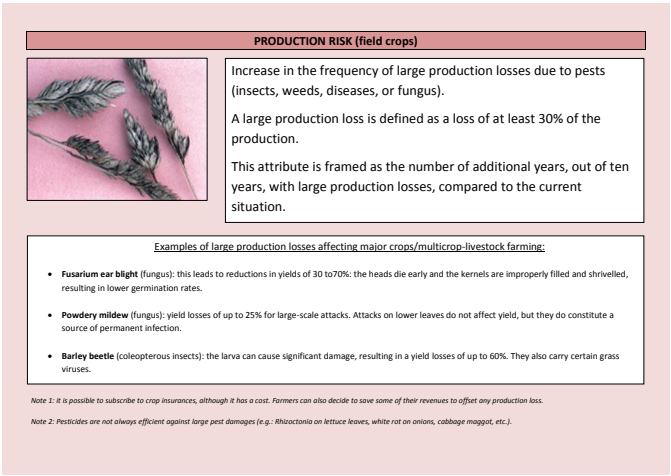 PRODUCTION RISK (field crops)
Increase in the frequency of large production losses due to pests
(insects, weeds, diseases, or fungus).
A large production loss is defined as a loss of at least 30% of the
production.
This attribute is framed as the number of additional years, out of ten
years, with large production losses, compared to the current
situation.
Examples of large production losses affecting major crops/multicrop-livestock farming:
• Fusarium ear blight (fungus): this leads to reductions in yields of 30 to70%: the heads die early and the kernels are improperly filled and shrivelled,
resulting in lower germination rates.
• Powdery mildew (fungus): yield losses of up to 25% for large-scale attacks. Attacks on lower leaves do not affect yield, but they do constitute a
source of permanent infection.
• Barley beetle (coleopterous insects): the larva can cause significant damage, resulting in a yield losses of up to 60%. They also carry certain grass
viruses.
Note 1: it is possible to subscribe to crop insurances, although it has a cost. Farmers can also decide to save some of their revenues to offset any production loss.
Note 2: Pesticides are not always efficient against large pest damages (e.g.: Rhizoctonia on lettuce leaves, white rot on onions, cabbage maggot, etc.).